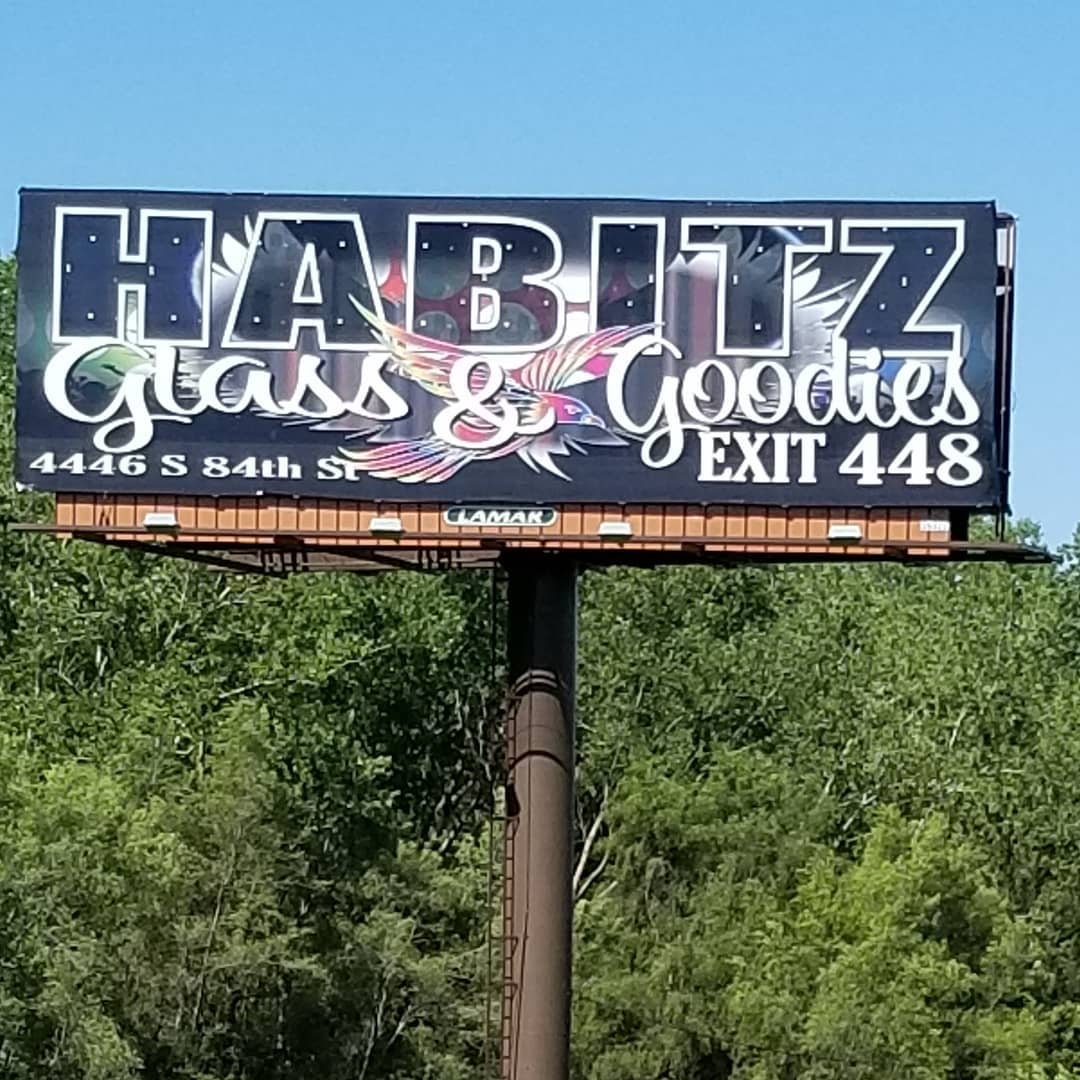 HABITZ
Glass & Goodies
4446 S 84th St
EXIT 448
LAMAR